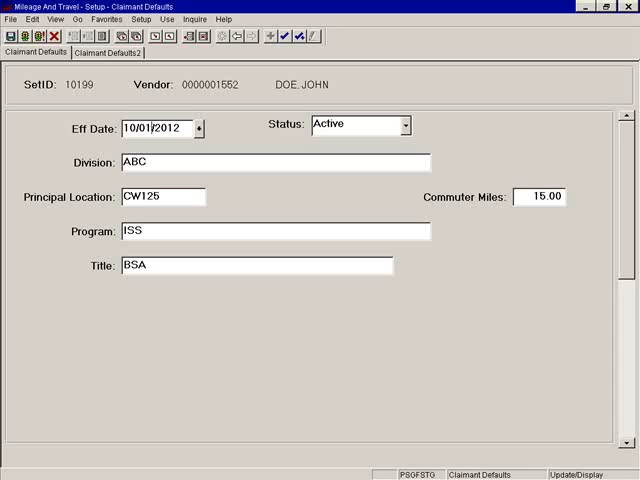 Mileage And Travel - Setup - Claimant Defaults
File Edit View Go Favorites Setup Use Inquire Help
Claimant Defaults Claimant Defaults2
SetID: 10199 Vendor: 0000001552 DOE, JOHN
Eff Date: 10/01/2012 Status: Active
Division: ABC
Principal Location: CW125 Commuter Miles: 15.00
Program: ISS
Title: BSA
PSGFSTG Claimant Defaults Update/Display